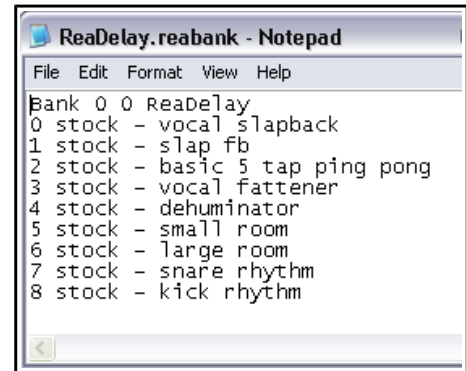 ReaDelay.reabank - Notepad
File Edit Format View Help
Bank 0 0 ReaDelay
0 stock - vocal slapback
1 stock - slap fb
2 stock - basic 5 tap ping pong
3 stock - vocal fattener
4 stock - dehuminator
5 stock - small room
6 stock - large room
7 stock - snare rhythm
8 stock - kick rhythm